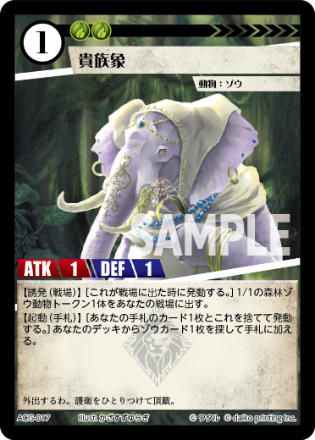 1
貴族象
動物：ゾウ
SAMPLE
ATK 1 DEF 1
【誘発（戦場）】[これが戦場に出た時に発動する。] 1/1の森林ゾ
ウ動物トークン1体をあなたの戦場に出す。
【起動（手札）】[あなたの手札のカード1枚とこれを捨てて発動
する。] あなたのデッキからゾウカード1枚を探して手札に加え
る。
外出するわ。護衛をひとりつけて頂戴。
ACG-017 Illust: かざすずゆらぎ © ワタル © daiko printing inc.